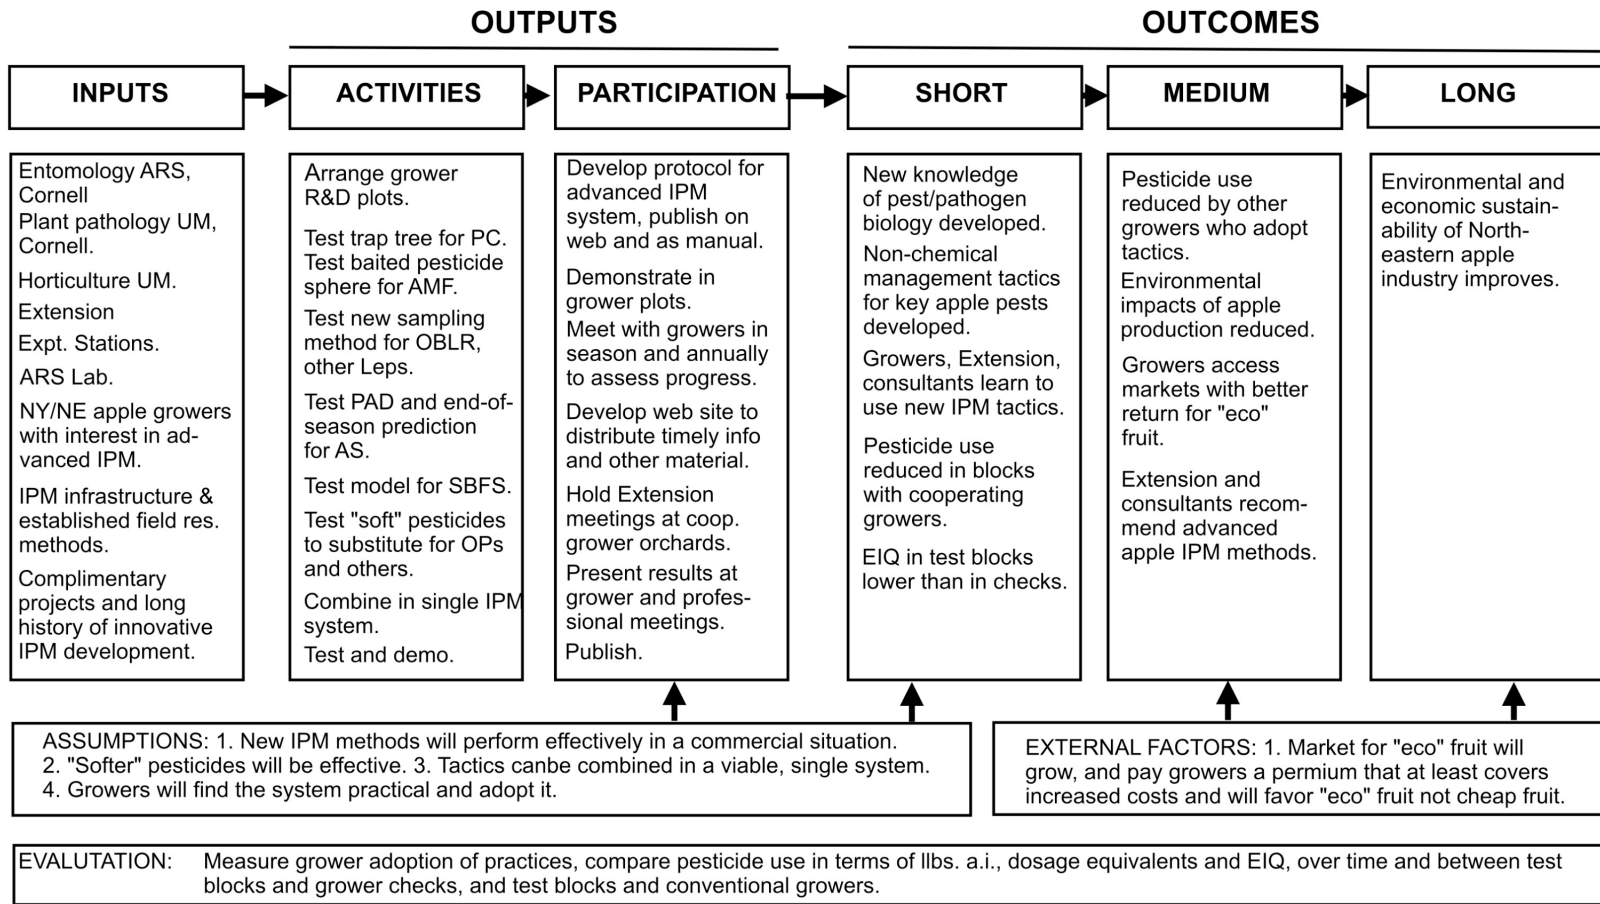 OUTPUTS
OUTCOMES
INPUTS
ACTIVITIES
PARTICIPATION
SHORT
MEDIUM
LONG
Entomology ARS,
Cornell
Plant pathology UM,
Cornell.
Horticulture UM.
Extension
Expt. Stations.
ARS Lab.
NY/NE apple growers
with interest in ad-
vanced IPM.
IPM infrastructure &
established field res.
methods.
Complimentary
projects and long
history of innovative
IPM development.
Arrange grower
R&D plots.
Test trap tree for PC.
Test baited pesticide
sphere for AMF.
Test new sampling
method for OBLR,
other Leps.
Test PAD and end-of-
season prediction
for AS.
Test model for SBFS.
Test "soft" pesticides
to substitute for OPs
and others.
Combine in single IPM
system.
Test and demo.
Develop protocol for
advanced IPM
system, publish on
web and as manual.
Demonstrate in
grower plots.
Meet with growers in
season and annually
to assess progress.
Develop web site to
distribute timely info
and other material.
Hold Extension
meetings at coop.
grower orchards.
Present results at
grower and profes-
sional meetings.
Publish.
New knowledge
of pest/pathogen
biology developed.
Non-chemical
management tactics
for key apple pests
developed.
Growers, Extension,
consultants learn to
use new IPM tactics.
Pesticide use
reduced in blocks
with cooperating
growers.
EIQ in test blocks
lower than in checks.
Pesticide use
reduced by other
growers who adopt
tactics.
Environmental
impacts of apple
production reduced.
Growers access
markets with better
return for "eco"
fruit.
Extension and
consultants recom-
mend advanced
apple IPM methods.
Environmental and
economic sustain-
ability of North-
eastern apple
industry improves.
ASSUMPTIONS: 1. New IPM methods will perform effectively in a commercial situation.
2. "Softer" pesticides will be effective. 3. Tactics canbe combined in a viable, single system.
4. Growers will find the system practical and adopt it.
EXTERNAL FACTORS: 1. Market for "eco" fruit will
grow, and pay growers a permium that at least covers
increased costs and will favor "eco" fruit not cheap fruit.
EVALUTATION: Measure grower adoption of practices, compare pesticide use in terms of llbs. a.i., dosage equivalents and EIQ, over time and between test
blocks and grower checks, and test blocks and conventional growers.